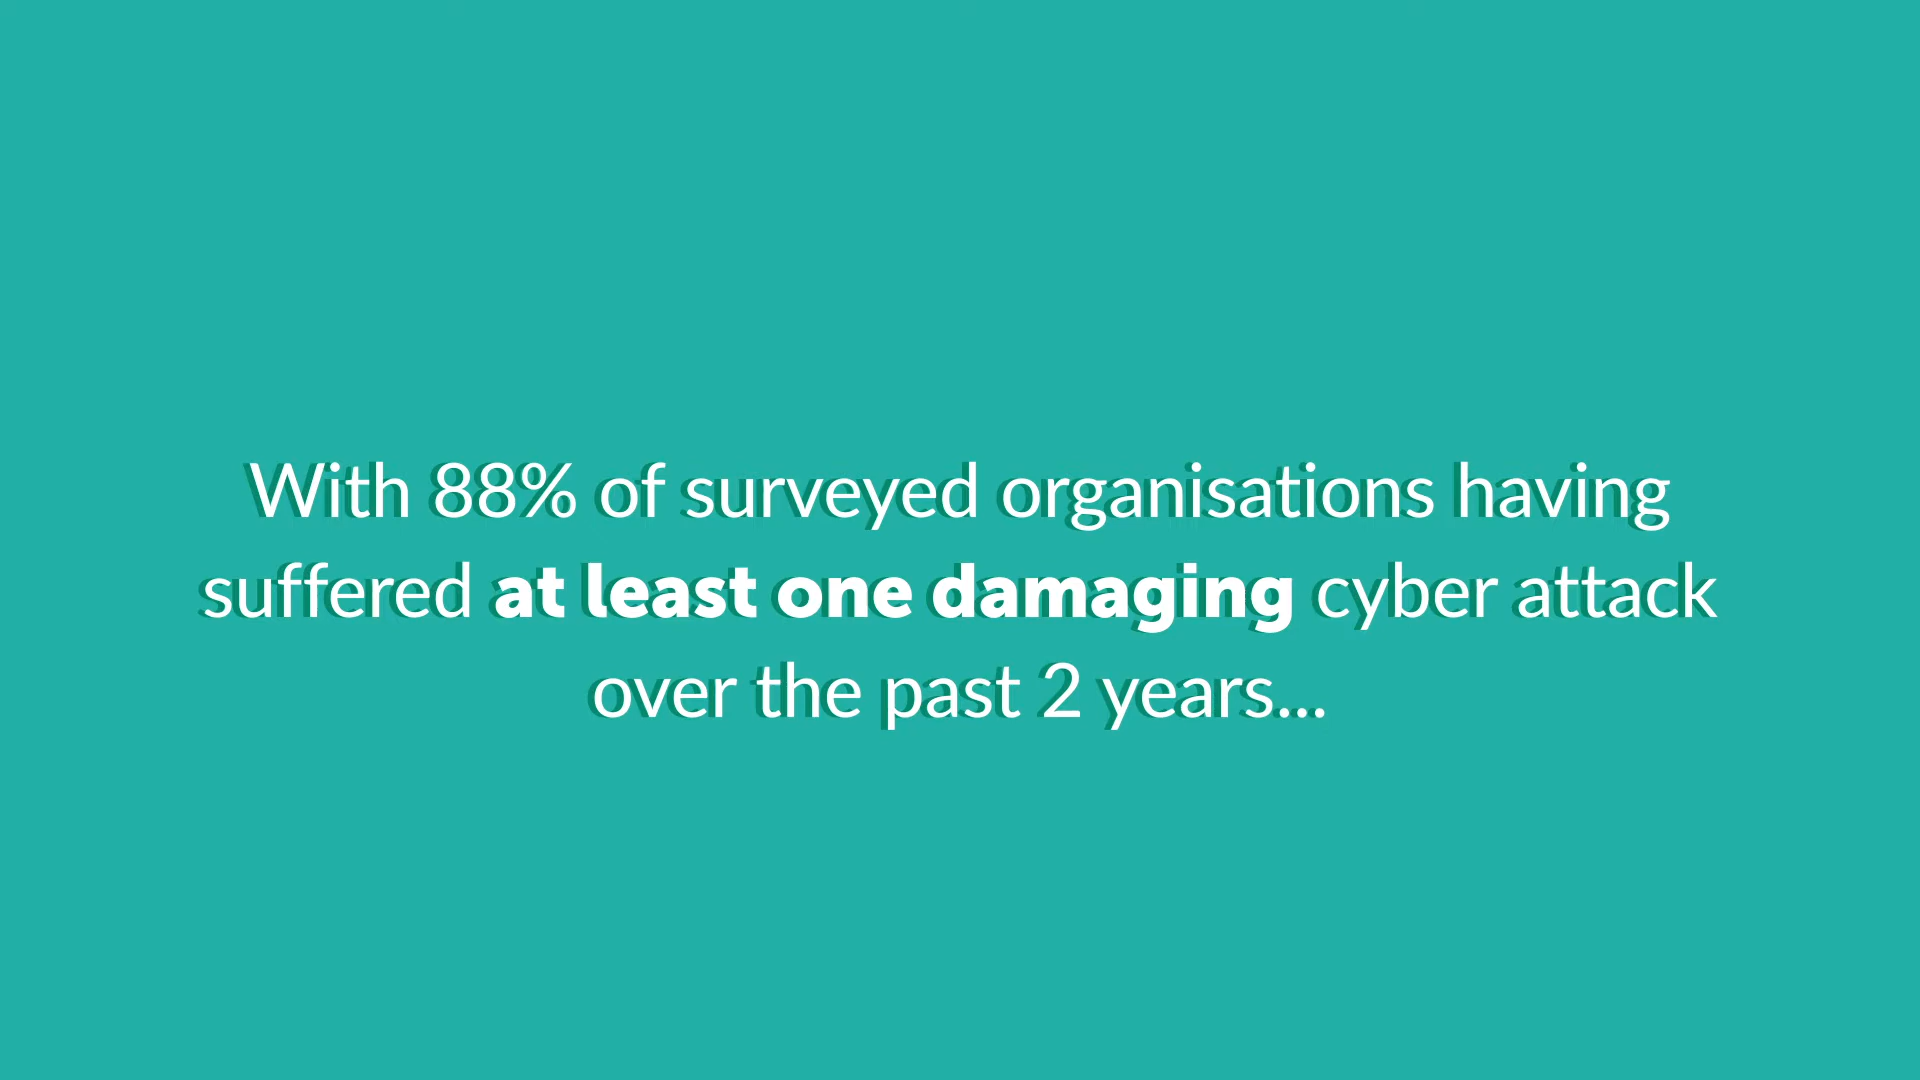 With 88% of surveyed organisations having
suffered at least one damaging cyber attack
over the past 2 years...